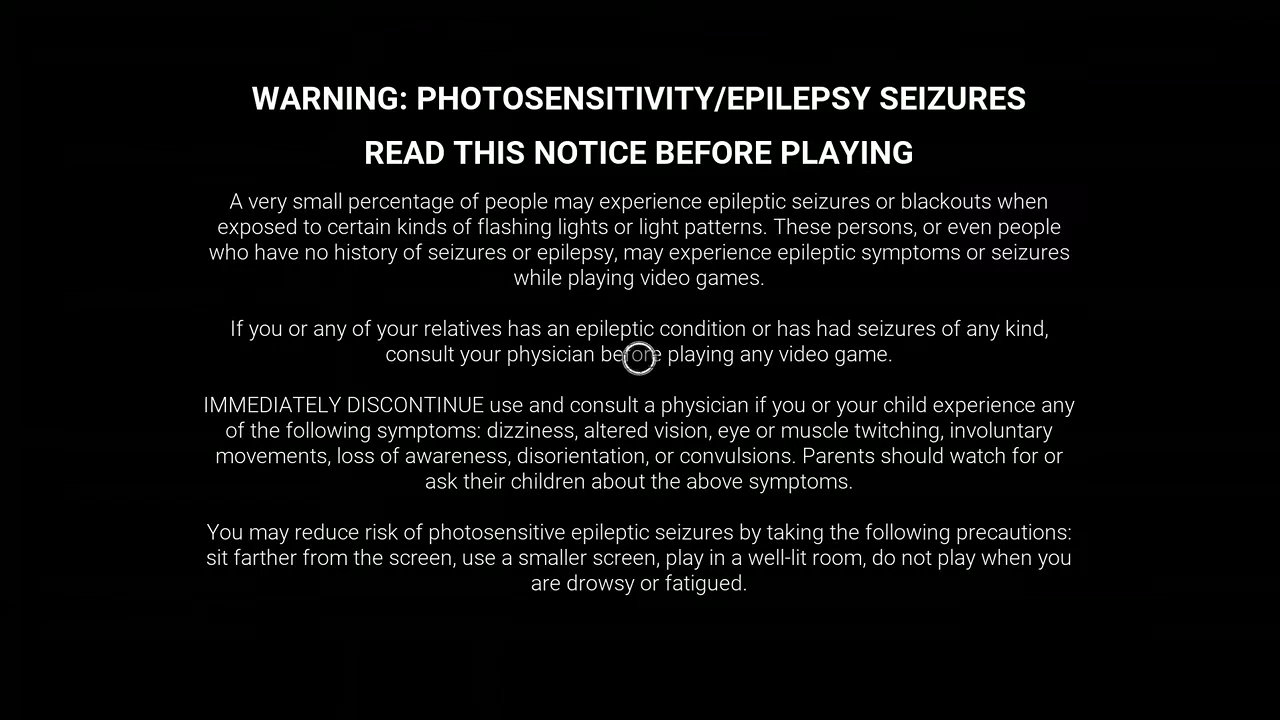 WARNING: PHOTOSENSITIVITY/EPILEPSY SEIZURES
READ THIS NOTICE BEFORE PLAYING
A very small percentage of people may experience epileptic seizures or blackouts when
exposed to certain kinds of flashing lights or light patterns. These persons, or even people
who have no history of seizures or epilepsy, may experience epileptic symptoms or seizures
while playing video games.
If you or any of your relatives has an epileptic condition or has had seizures of any kind,
consult your physician before playing any video game.
IMMEDIATELY DISCONTINUE use and consult a physician if you or your child experience any
of the following symptoms: dizziness, altered vision, eye or muscle twitching, involuntary
movements, loss of awareness, disorientation, or convulsions. Parents should watch for or
ask their children about the above symptoms.
You may reduce risk of photosensitive epileptic seizures by taking the following precautions:
sit farther from the screen, use a smaller screen, play in a well-lit room, do not play when you
are drowsy or fatigued.